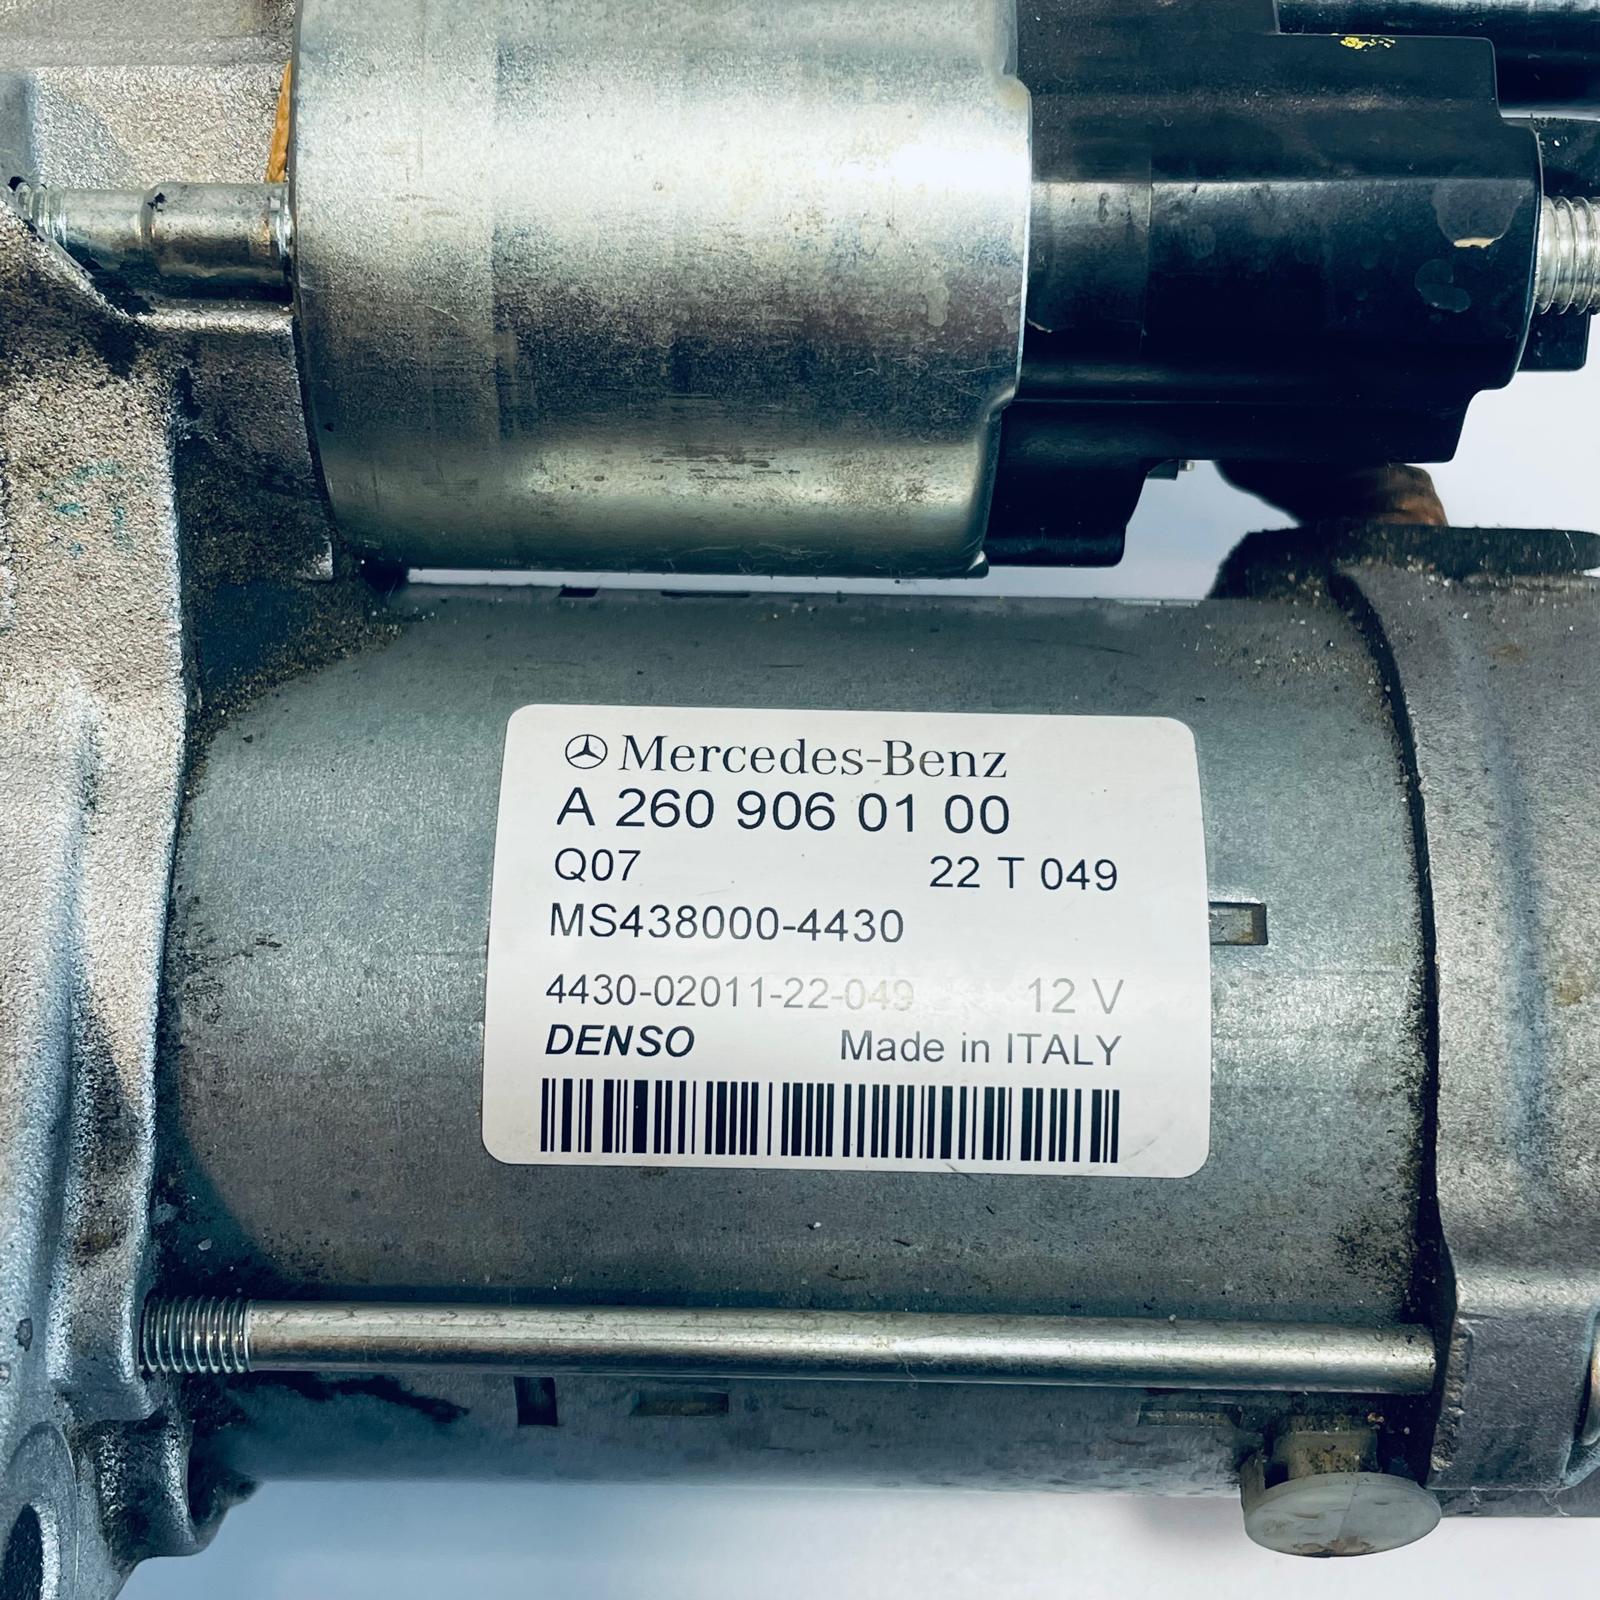 Mercedes-Benz
A 260 906 01 00
Q07 22 T 049
MS438000-4430
4430-02011-22-049 12 V
DENSO Made in ITALY